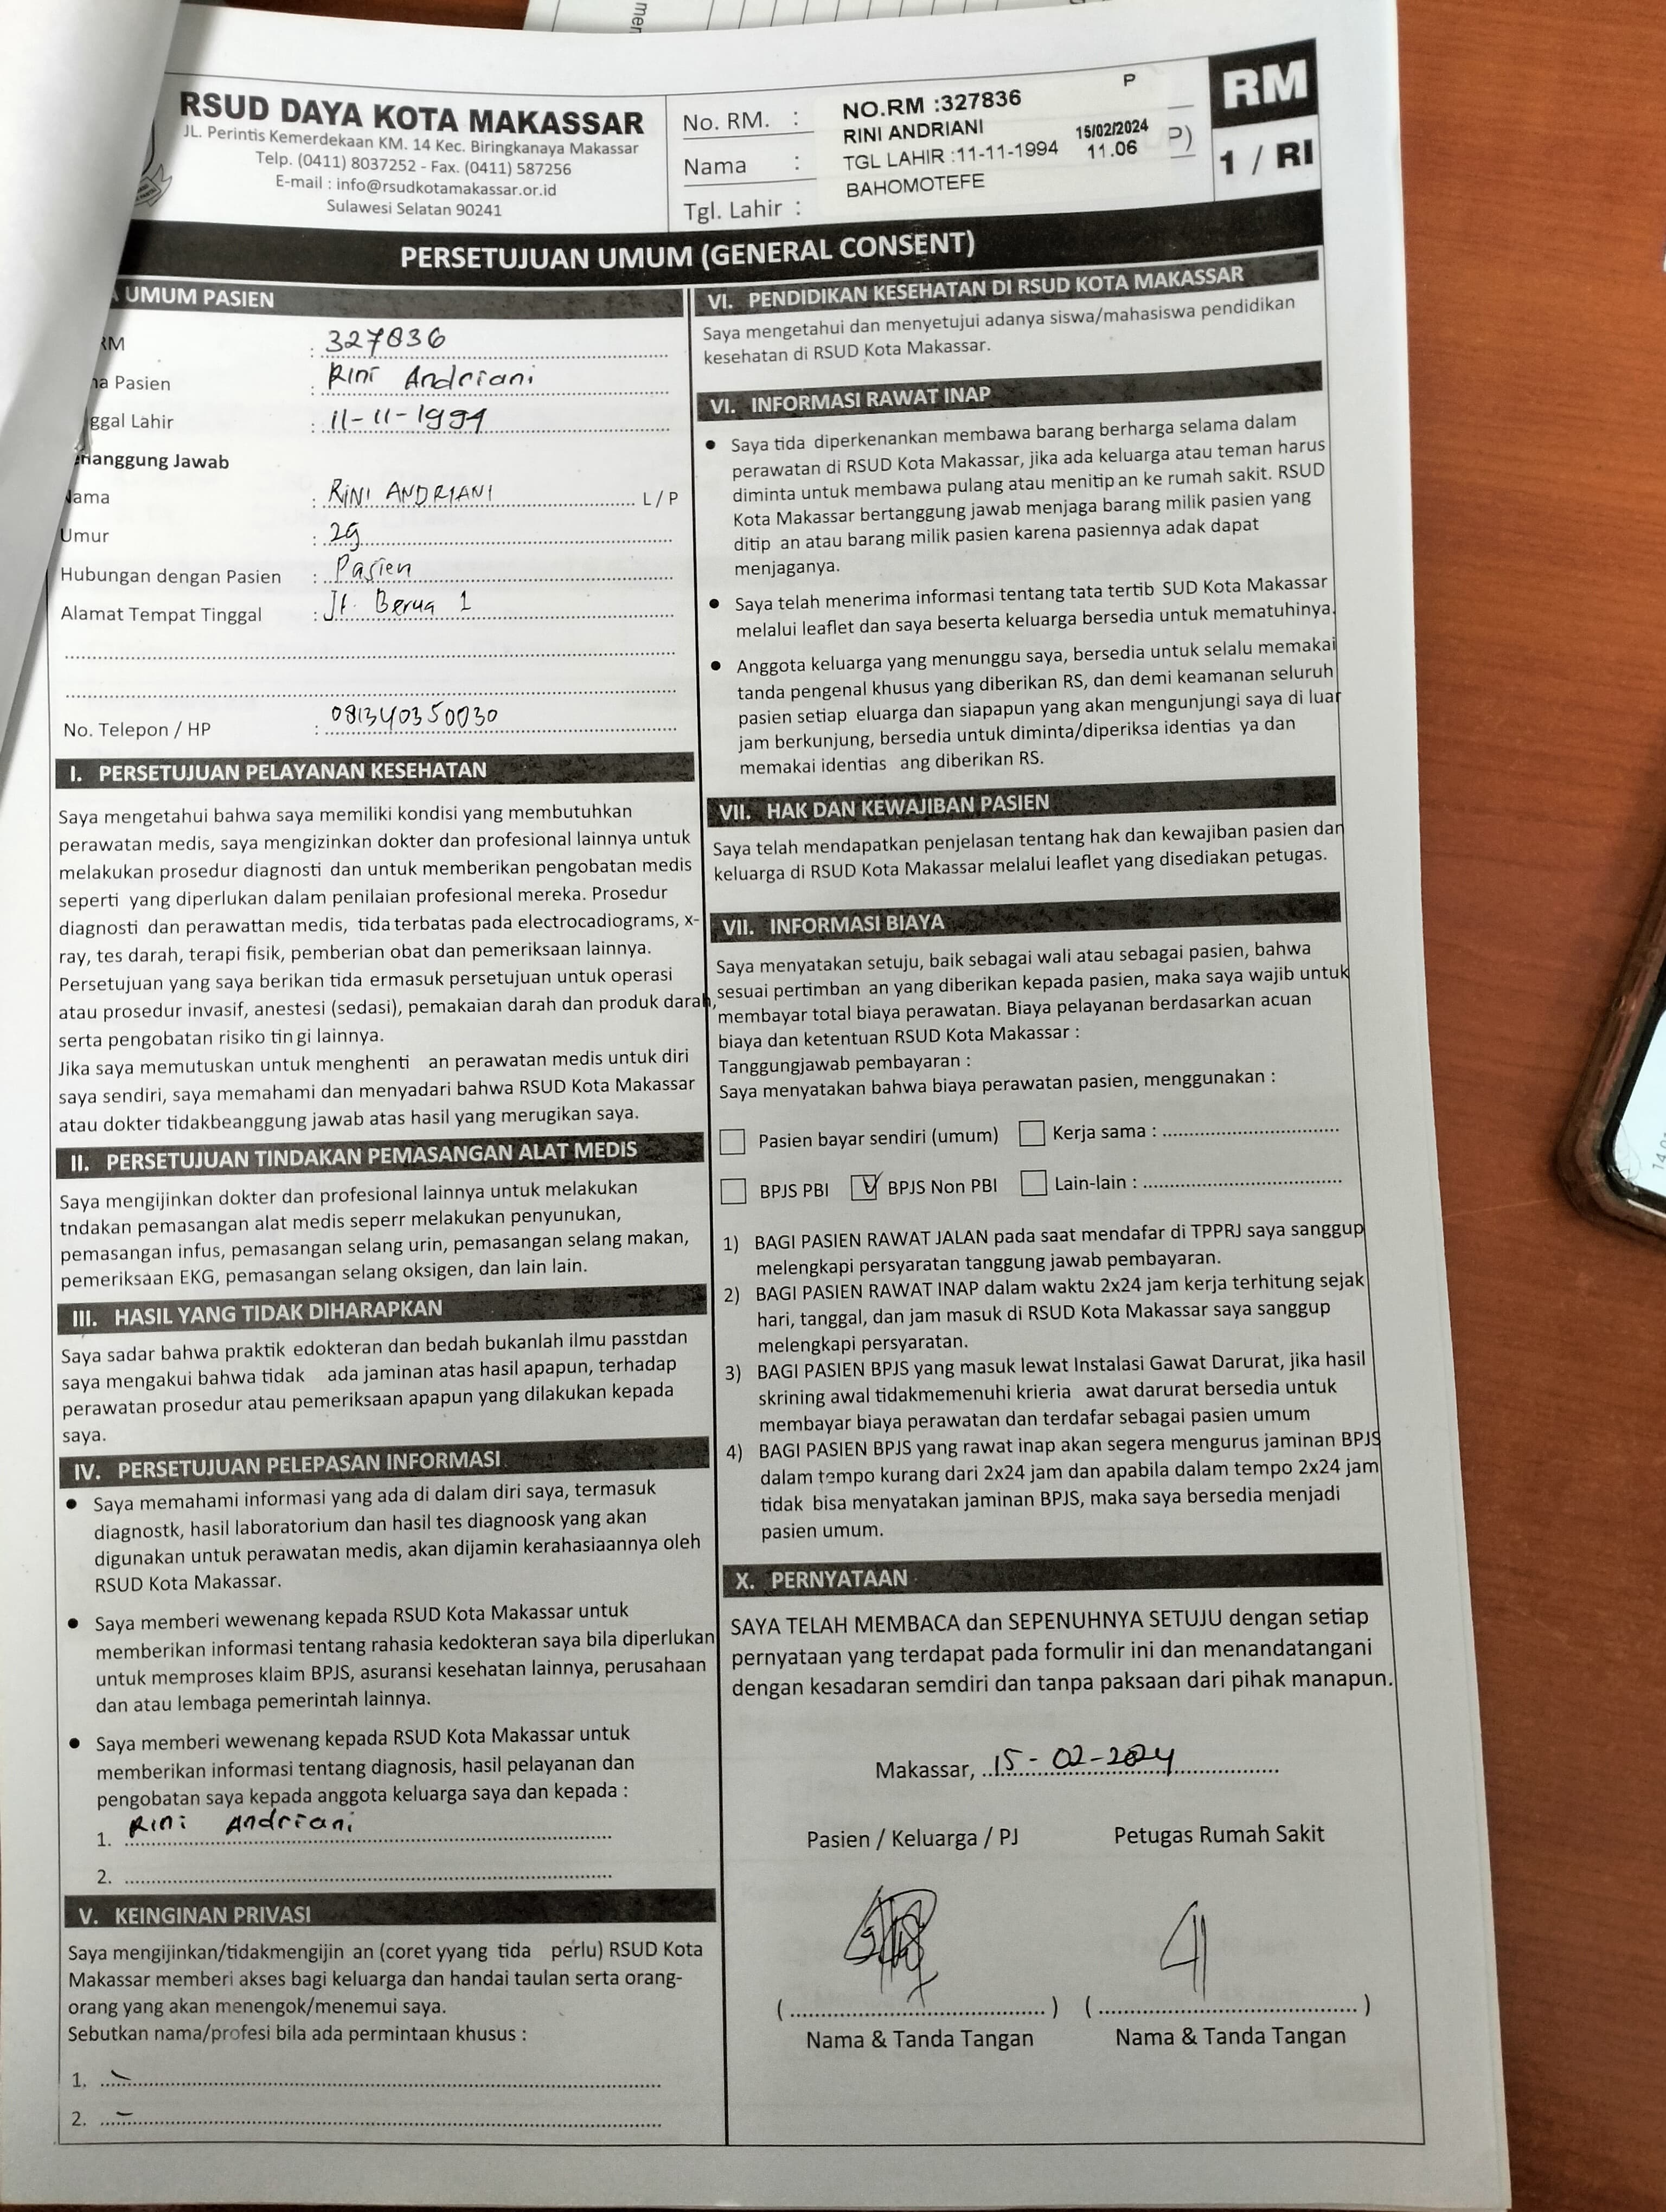 RSUD DAYA KOTA MAKASSAR
JL. Perintis Kemerdekaan KM. 14 Kec. Biringkanaya Makassar
Telp. (0411) 8037252 - Fax. (0411) 587256
E-mail : info@rsudkotamakassar.or.id
Sulawesi Selatan 90241
No. RM. :
Nama :
Tgl. Lahir :
P
NO.RM :327836
RINI ANDRIANI 15/02/2024
TGL LAHIR :11-11-1994 11.06
BAHOMOTEFE
P)
RM
1 / RI
PERSETUJUAN UMUM (GENERAL CONSENT)
UMUM PASIEN
RM : 327836
na Pasien : Rini Andriani
ggal Lahir : 11-11-1994
nanggung Jawab
Nama : RINI ANDRIANI L / P
Umur : 29
Hubungan dengan Pasien : Pasien
Alamat Tempat Tinggal : Jl. Berua 1
No. Telepon / HP : 081340350030
I. PERSETUJUAN PELAYANAN KESEHATAN
Saya mengetahui bahwa saya memiliki kondisi yang membutuhkan
perawatan medis, saya mengizinkan dokter dan profesional lainnya untuk
melakukan prosedur diagnosti dan untuk memberikan pengobatan medis
seperti yang diperlukan dalam penilaian profesional mereka. Prosedur
diagnosti dan perawattan medis, tida terbatas pada electrocadiograms, x-
ray, tes darah, terapi fisik, pemberian obat dan pemeriksaan lainnya.
Persetujuan yang saya berikan tida ermasuk persetujuan untuk operasi
atau prosedur invasif, anestesi (sedasi), pemakaian darah dan produk darah,
serta pengobatan risiko tin gi lainnya.
Jika saya memutuskan untuk menghenti an perawatan medis untuk diri
saya sendiri, saya memahami dan menyadari bahwa RSUD Kota Makassar
atau dokter tidakbeanggung jawab atas hasil yang merugikan saya.
II. PERSETUJUAN TINDAKAN PEMASANGAN ALAT MEDIS
Saya mengijinkan dokter dan profesional lainnya untuk melakukan
tndakan pemasangan alat medis seperr melakukan penyunukan,
pemasangan infus, pemasangan selang urin, pemasangan selang makan,
pemeriksaan EKG, pemasangan selang oksigen, dan lain lain.
III. HASIL YANG TIDAK DIHARAPKAN
Saya sadar bahwa praktik edokteran dan bedah bukanlah ilmu passtdan
saya mengakui bahwa tidak ada jaminan atas hasil apapun, terhadap
perawatan prosedur atau pemeriksaan apapun yang dilakukan kepada
saya.
IV. PERSETUJUAN PELEPASAN INFORMASI
• Saya memahami informasi yang ada di dalam diri saya, termasuk
diagnostk, hasil laboratorium dan hasil tes diagnoosk yang akan
digunakan untuk perawatan medis, akan dijamin kerahasiaannya oleh
RSUD Kota Makassar.
• Saya memberi wewenang kepada RSUD Kota Makassar untuk
memberikan informasi tentang rahasia kedokteran saya bila diperlukan
untuk memproses klaim BPJS, asuransi kesehatan lainnya, perusahaan
dan atau lembaga pemerintah lainnya.
• Saya memberi wewenang kepada RSUD Kota Makassar untuk
memberikan informasi tentang diagnosis, hasil pelayanan dan
pengobatan saya kepada anggota keluarga saya dan kepada :
1. Rini Andriani
2.
V. KEINGINAN PRIVASI
Saya mengijinkan/tidakmengijin an (coret yyang tida perlu) RSUD Kota
Makassar memberi akses bagi keluarga dan handai taulan serta orang-
orang yang akan menengok/menemui saya.
Sebutkan nama/profesi bila ada permintaan khusus :
1. -
2. -
VI. PENDIDIKAN KESEHATAN DI RSUD KOTA MAKASSAR
Saya mengetahui dan menyetujui adanya siswa/mahasiswa pendidikan
kesehatan di RSUD Kota Makassar.
VI. INFORMASI RAWAT INAP
• Saya tida diperkenankan membawa barang berharga selama dalam
perawatan di RSUD Kota Makassar, jika ada keluarga atau teman harus
diminta untuk membawa pulang atau menitip an ke rumah sakit. RSUD
Kota Makassar bertanggung jawab menjaga barang milik pasien yang
ditip an atau barang milik pasien karena pasiennya adak dapat
menjaganya.
• Saya telah menerima informasi tentang tata tertib SUD Kota Makassar
melalui leaflet dan saya beserta keluarga bersedia untuk mematuhinya.
• Anggota keluarga yang menunggu saya, bersedia untuk selalu memakai
tanda pengenal khusus yang diberikan RS, dan demi keamanan seluruh
pasien setiap eluarga dan siapapun yang akan mengunjungi saya di luar
jam berkunjung, bersedia untuk diminta/diperiksa identias ya dan
memakai identias ang diberikan RS.
VII. HAK DAN KEWAJIBAN PASIEN
Saya telah mendapatkan penjelasan tentang hak dan kewajiban pasien dan
keluarga di RSUD Kota Makassar melalui leaflet yang disediakan petugas.
VII. INFORMASI BIAYA
Saya menyatakan setuju, baik sebagai wali atau sebagai pasien, bahwa
sesuai pertimban an yang diberikan kepada pasien, maka saya wajib untuk
membayar total biaya perawatan. Biaya pelayanan berdasarkan acuan
biaya dan ketentuan RSUD Kota Makassar :
Tanggungjawab pembayaran :
Saya menyatakan bahwa biaya perawatan pasien, menggunakan :
Pasien bayar sendiri (umum) Kerja sama :
BPJS PBI BPJS Non PBI Lain-lain :
1) BAGI PASIEN RAWAT JALAN pada saat mendafar di TPPRJ saya sanggup
melengkapi persyaratan tanggung jawab pembayaran.
2) BAGI PASIEN RAWAT INAP dalam waktu 2x24 jam kerja terhitung sejak
hari, tanggal, dan jam masuk di RSUD Kota Makassar saya sanggup
melengkapi persyaratan.
3) BAGI PASIEN BPJS yang masuk lewat Instalasi Gawat Darurat, jika hasil
skrining awal tidakmemenuhi krieria awat darurat bersedia untuk
membayar biaya perawatan dan terdafar sebagai pasien umum
4) BAGI PASIEN BPJS yang rawat inap akan segera mengurus jaminan BPJS
dalam tempo kurang dari 2x24 jam dan apabila dalam tempo 2x24 jam
tidak bisa menyatakan jaminan BPJS, maka saya bersedia menjadi
pasien umum.
X. PERNYATAAN
SAYA TELAH MEMBACA dan SEPENUHNYA SETUJU dengan setiap
pernyataan yang terdapat pada formulir ini dan menandatangani
dengan kesadaran semdiri dan tanpa paksaan dari pihak manapun.
Makassar, 15 - 02 - 2024
Pasien / Keluarga / PJ Petugas Rumah Sakit
( ) ( )
Nama & Tanda Tangan Nama & Tanda Tangan